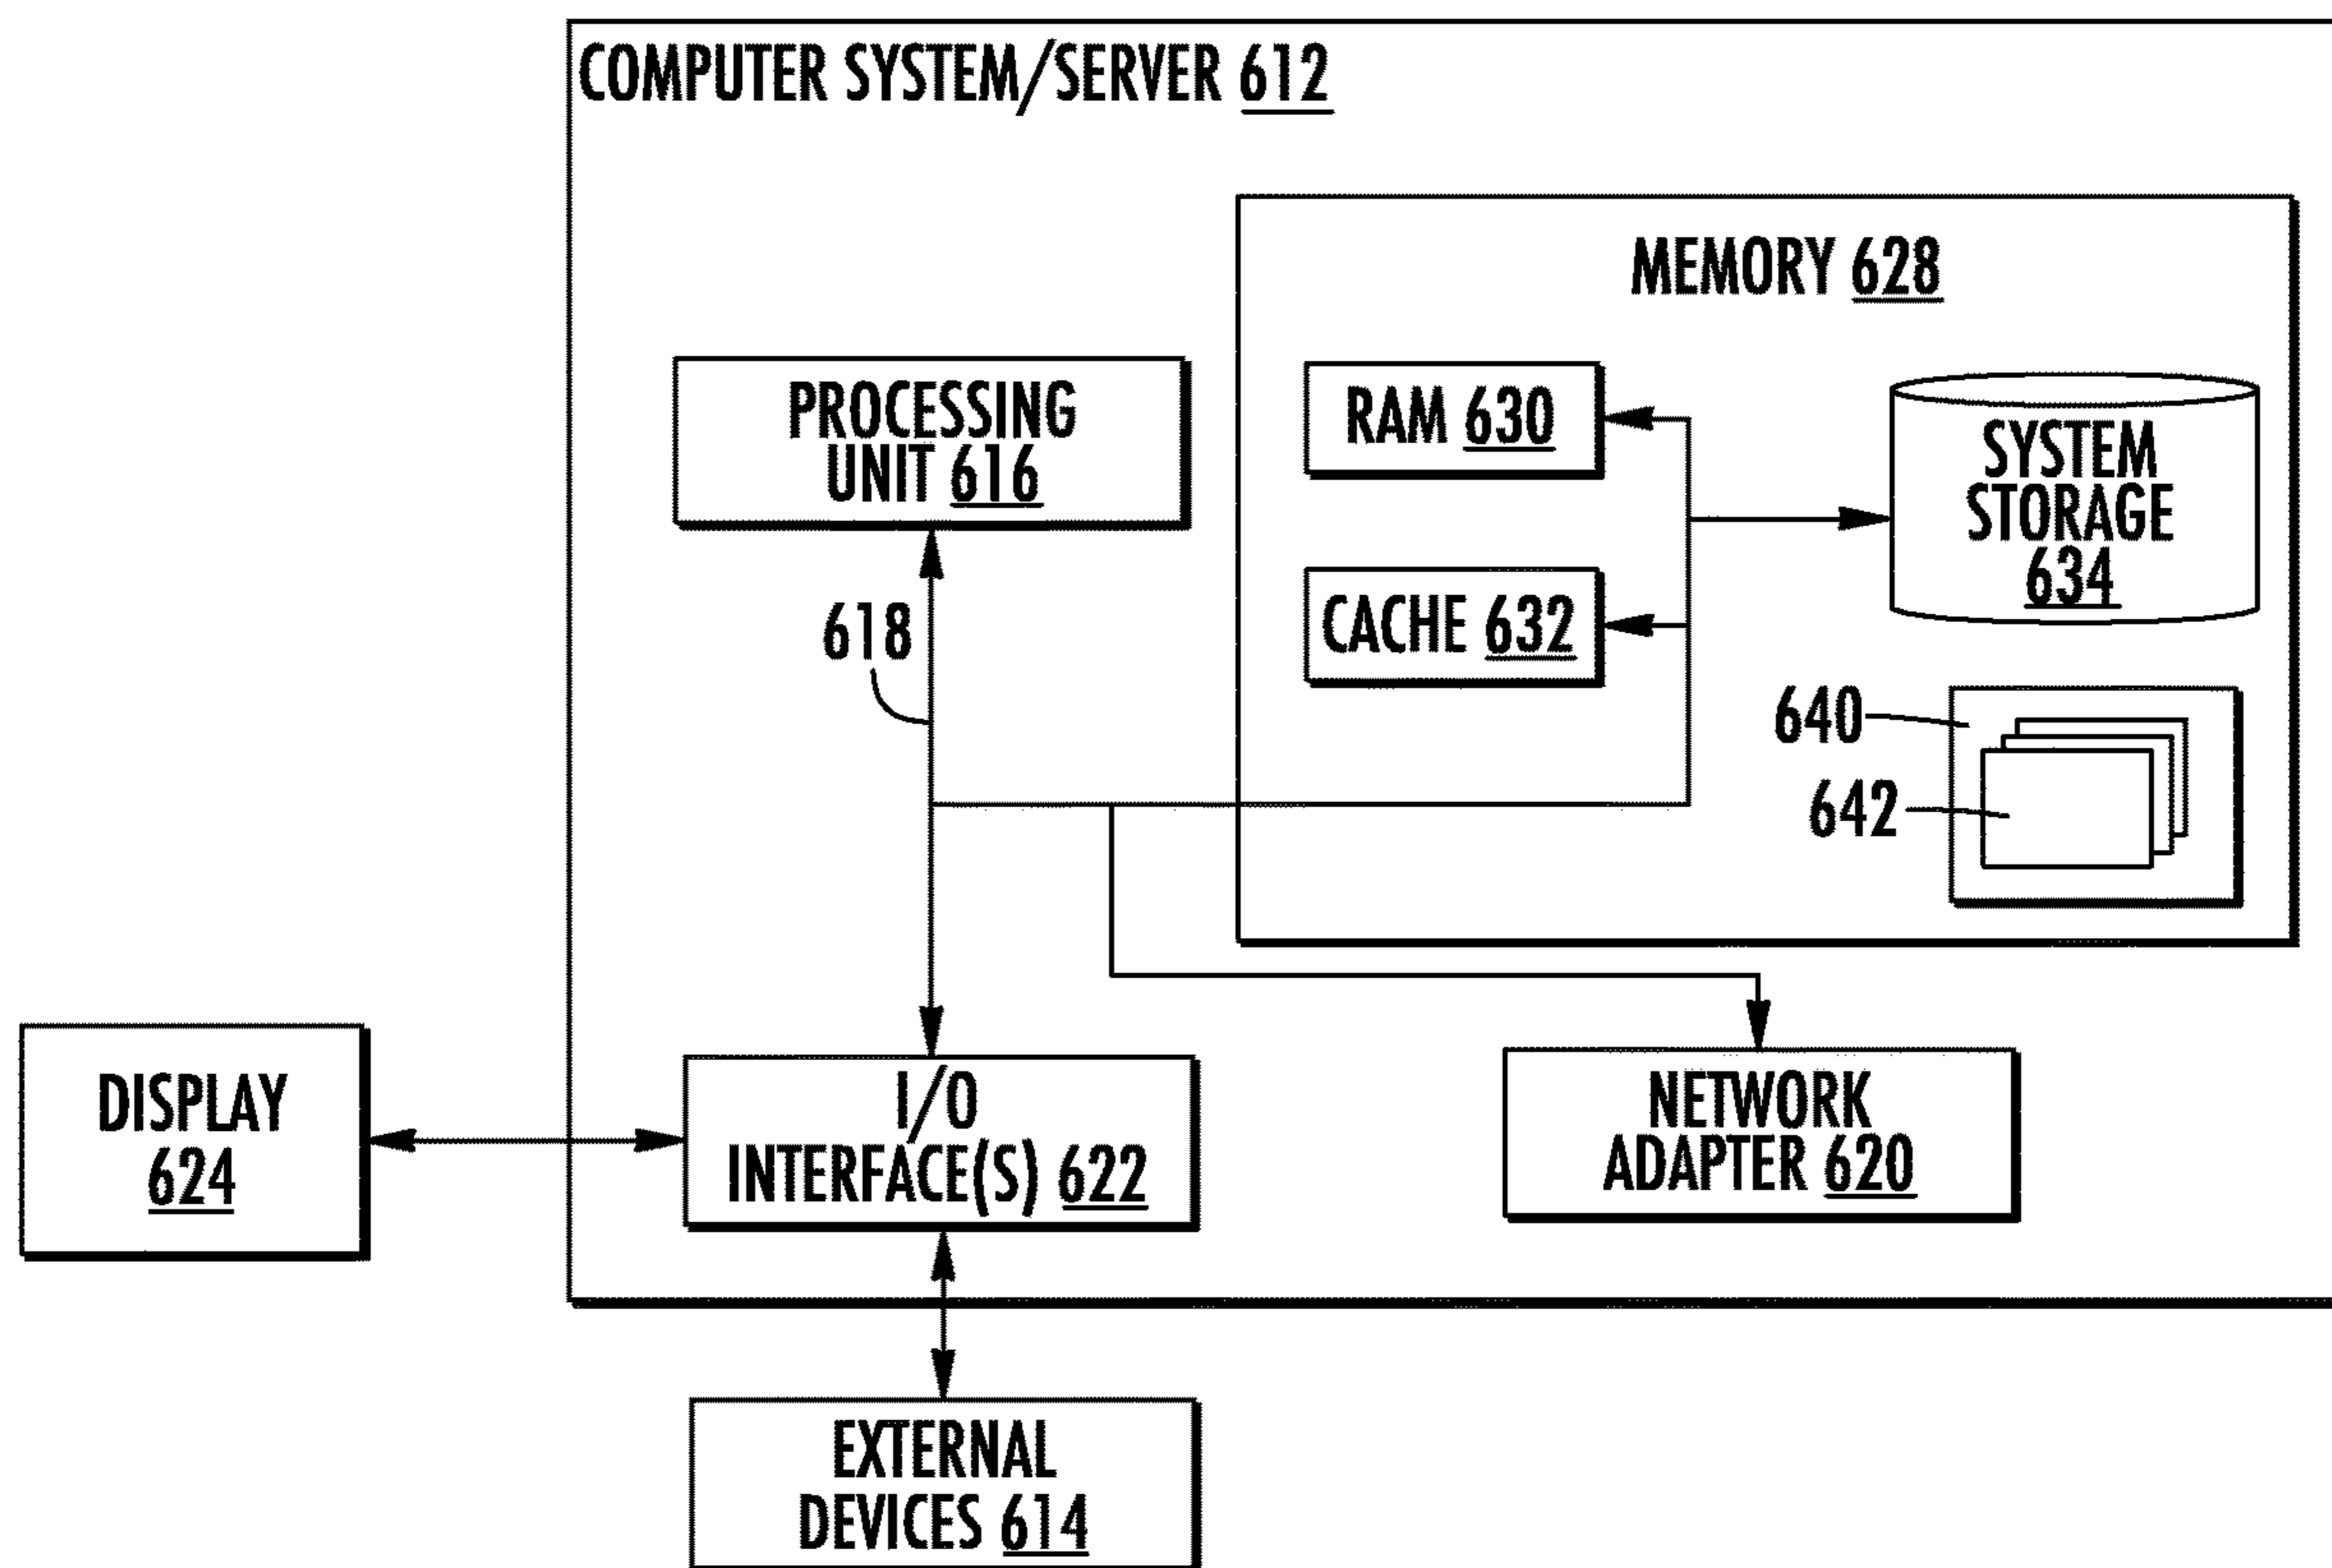 COMPUTER SYSTEM/SERVER 612
MEMORY 628
PROCESSING
UNIT 616
RAM 630
SYSTEM
STORAGE
634
CACHE 632
618
640
642
DISPLAY
624
I/O
INTERFACE(S) 622
NETWORK
ADAPTER 620
EXTERNAL
DEVICES 614